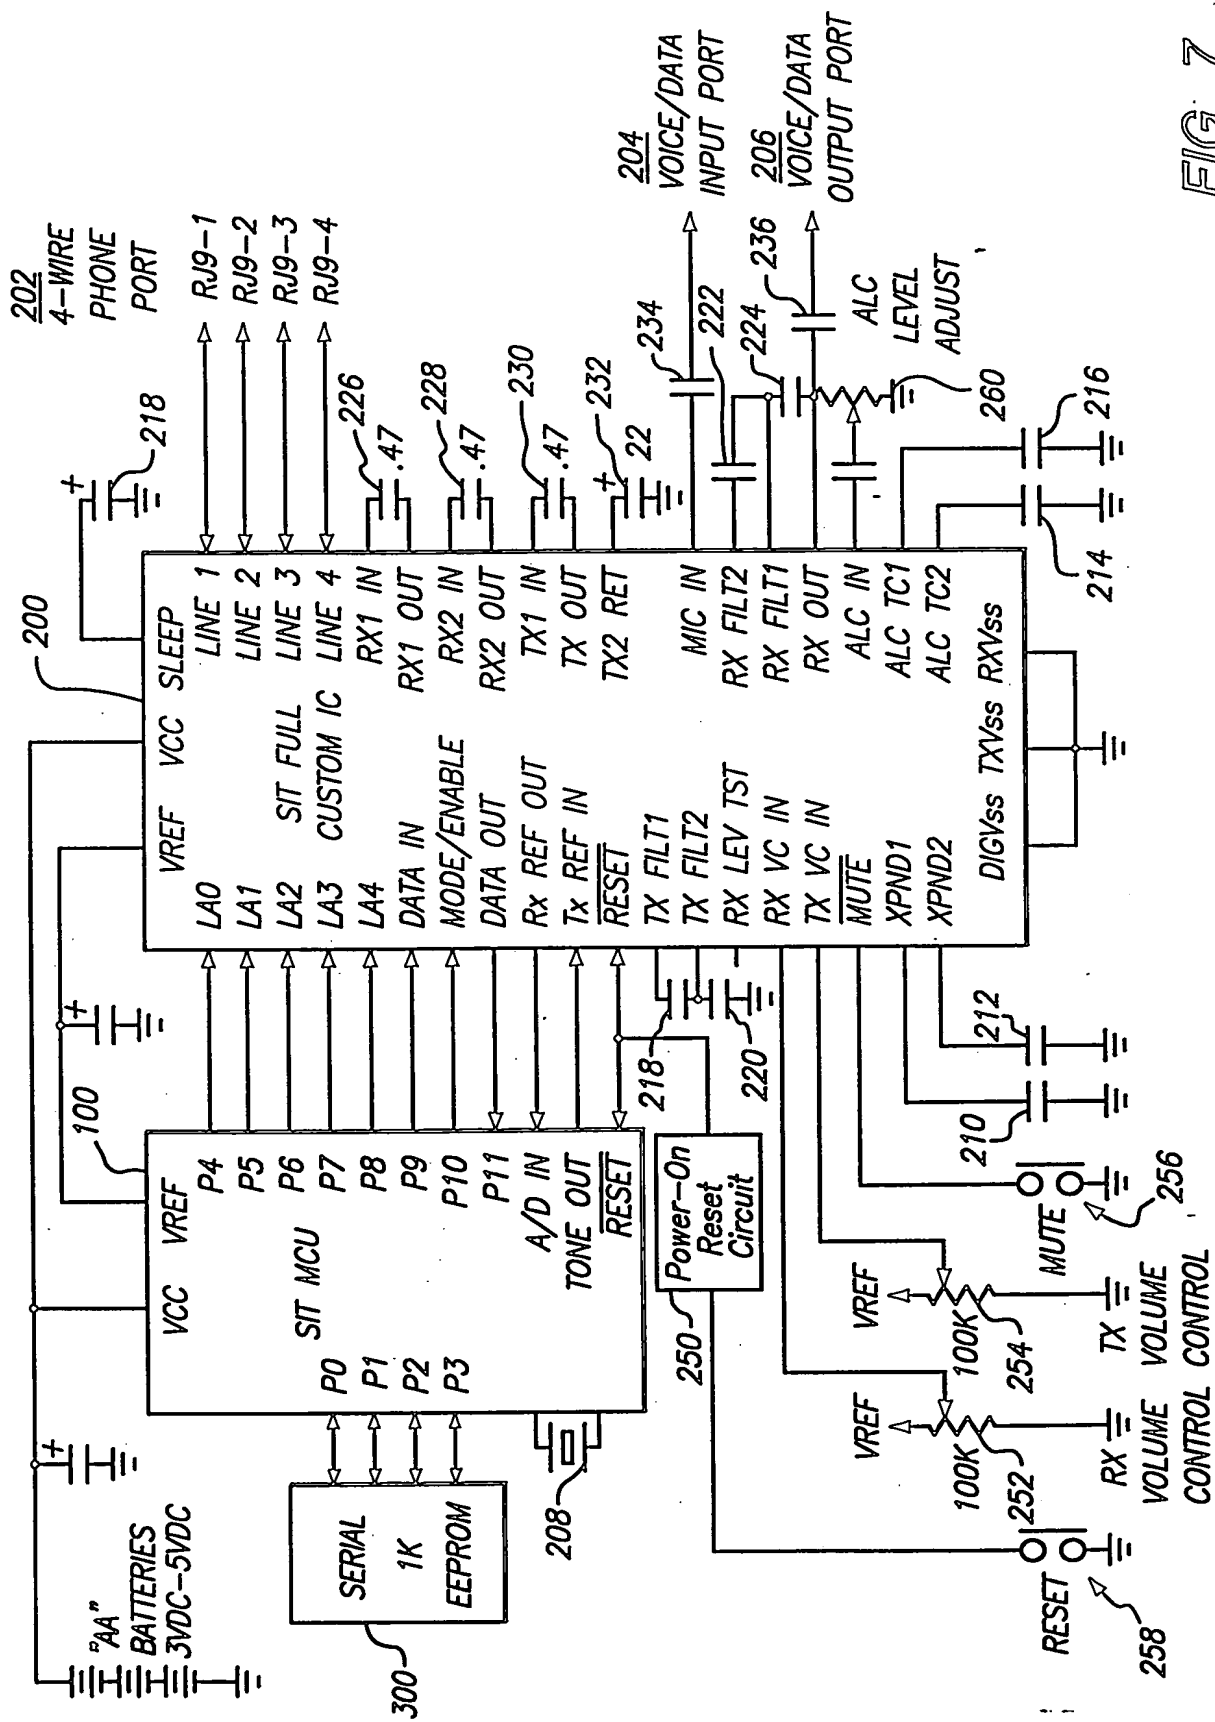 202
4-WIRE
PHONE
PORT
218
+
RJ9-1
RJ9-2
RJ9-3
RJ9-4
226
.47
228
.47
230
.47
232
+
22
234
204
VOICE/DATA
INPUT PORT
222
224
236
206
VOICE/DATA
OUTPUT PORT
ALC
LEVEL
ADJUST
260
216
214
200
VREF
VCC
SLEEP
LA0
LA1
LA2
LA3
LA4
DATA IN
MODE/ENABLE
DATA OUT
Rx REF OUT
Tx REF IN
RESET
TX FILT1
TX FILT2
RX LEV TST
RX VC IN
TX VC IN
MUTE
XPND1
XPND2
SIT FULL
CUSTOM IC
LINE 1
LINE 2
LINE 3
LINE 4
RX1 IN
RX1 OUT
RX2 IN
RX2 OUT
TX1 IN
TX OUT
TX2 RET
MIC IN
RX FILT2
RX FILT1
RX OUT
ALC IN
ALC TC1
ALC TC2
DIGVss
TXVss
RXVss
+
100
VCC
VREF
SIT MCU
P0
P1
P2
P3
P4
P5
P6
P7
P8
P9
P10
P11
A/D IN
TONE OUT
RESET
218
220
212
210
Power-On
Reset
Circuit
250
MUTE
256
VREF
100K
254
TX
VOLUME
CONTROL
VREF
100K
252
RX
VOLUME
CONTROL
+
"AA"
BATTERIES
3VDC-5VDC
SERIAL
1K
EEPROM
300
208
RESET
258
FIG. 7